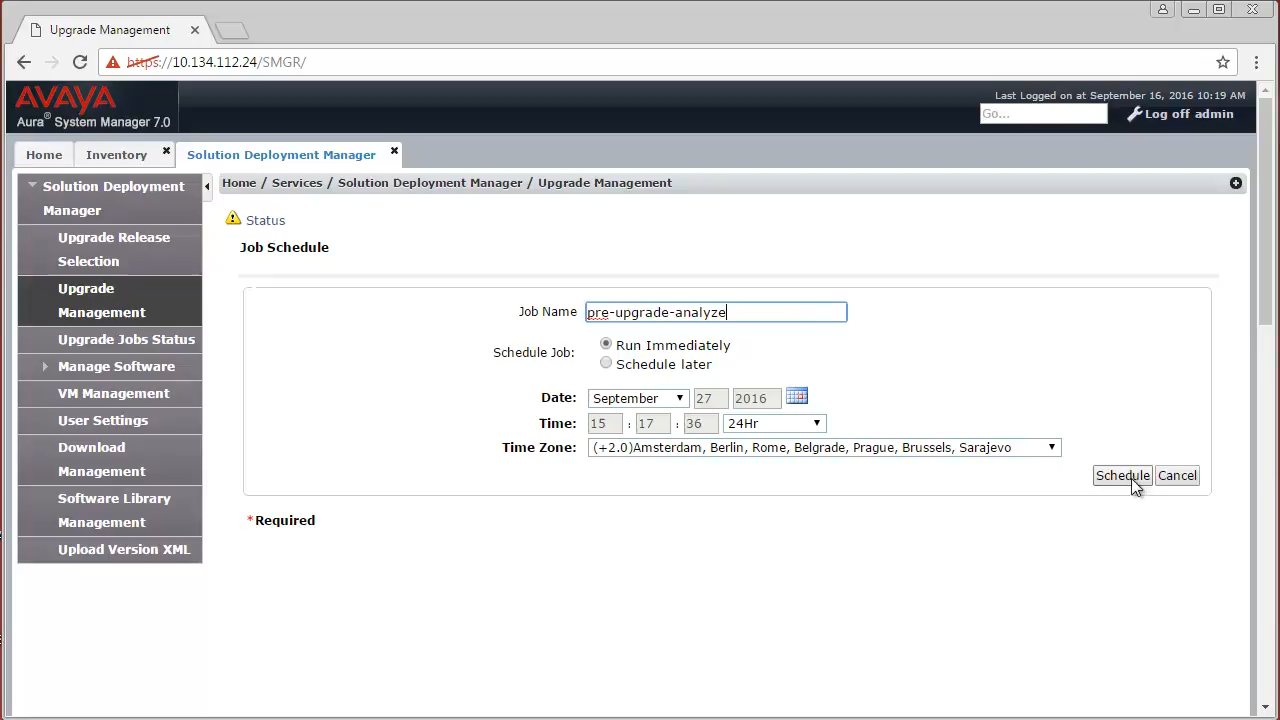 Upgrade Management
https://10.134.112.24/SMGR/
AVAYA
Aura® System Manager 7.0
Last Logged on at September 16, 2016 10:19 AM
Go...
Log off admin
Home
Inventory
Solution Deployment Manager
Solution Deployment
Manager
Upgrade Release
Selection
Upgrade
Management
Upgrade Jobs Status
Manage Software
VM Management
User Settings
Download
Management
Software Library
Management
Upload Version XML
Home / Services / Solution Deployment Manager / Upgrade Management
Status
Job Schedule
Job Name pre-upgrade-analyze
Schedule Job:
Run Immediately
Schedule later
Date: September 27 2016
Time: 15 : 17 : 36 24Hr
Time Zone: (+2.0)Amsterdam, Berlin, Rome, Belgrade, Prague, Brussels, Sarajevo
Schedule Cancel
*Required